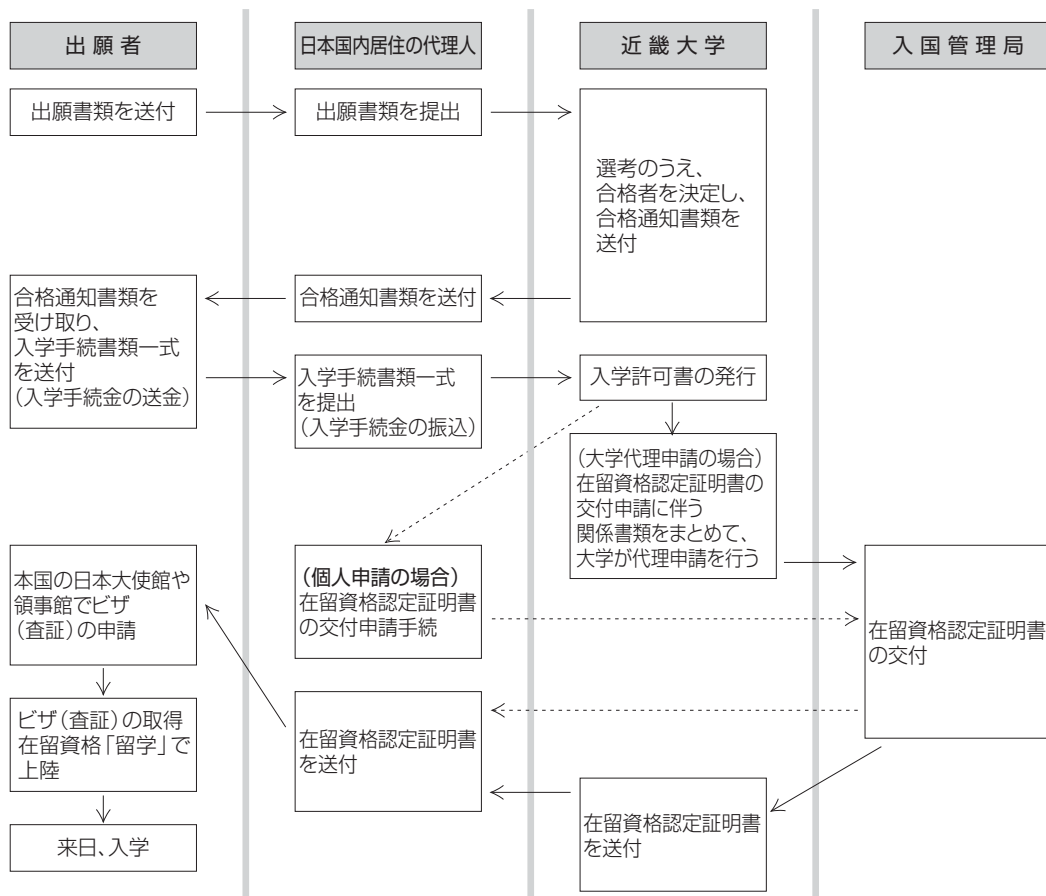 出願者
日本国内居住の代理人
近畿大学
入国管理局
出願書類を送付
出願書類を提出
選考のうえ、
合格者を決定し、
合格通知書類を
送付
合格通知書類を
受け取り、
入学手続書類一式
を送付
(入学手続金の送金)
合格通知書類を送付
入学手続書類一式
を提出
(入学手続金の振込)
入学許可書の発行
(大学代理申請の場合)
在留資格認定証明書の
交付申請に伴う
関係書類をまとめて、
大学が代理申請を行う
本国の日本大使館や
領事館でビザ
(査証)の申請
(個人申請の場合)
在留資格認定証明書
の交付申請手続
在留資格認定証明書
の交付
ビザ(査証)の取得
在留資格「留学」で
上陸
在留資格認定証明書
を送付
在留資格認定証明書
を送付
来日、入学